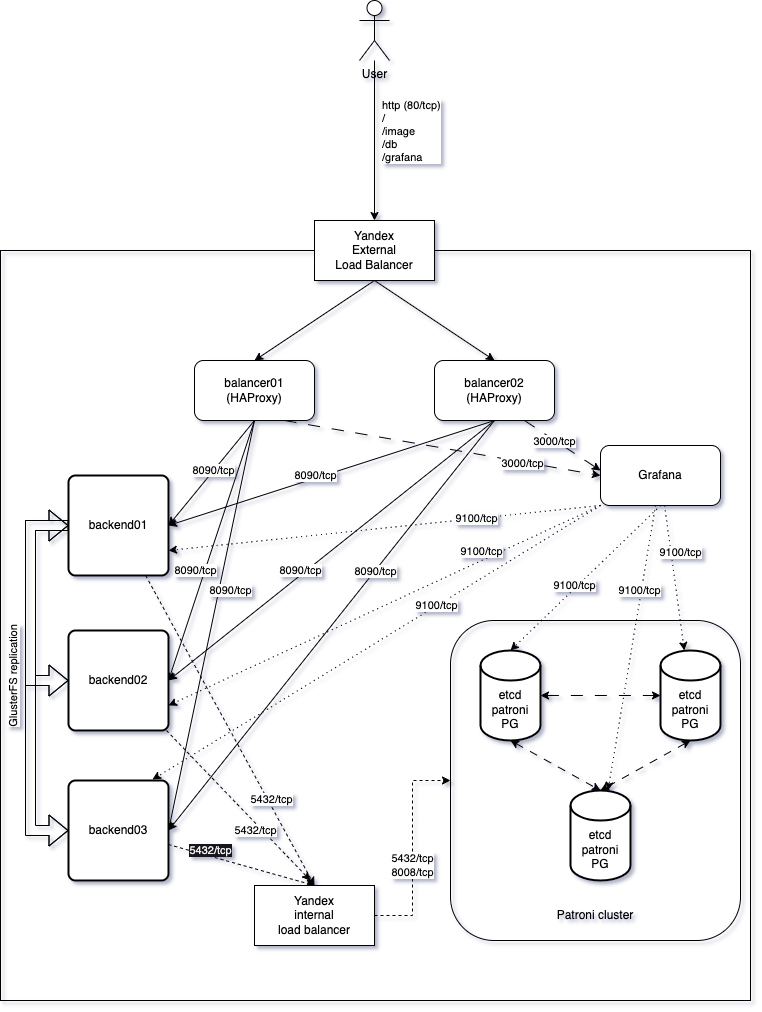 User
http (80/tcp)
/
/image
/db
/grafana
Yandex
External
Load Balancer
balancer01
(HAProxy)
balancer02
(HAProxy)
3000/tcp
3000/tcp
Grafana
8090/tcp
8090/tcp
backend01
9100/tcp
9100/tcp
9100/tcp
8090/tcp
8090/tcp
8090/tcp
8090/tcp
9100/tcp
9100/tcp
9100/tcp
GlusterFS replication
backend02
etcd
patroni
PG
etcd
patroni
PG
backend03
5432/tcp
5432/tcp
5432/tcp
etcd
patroni
PG
5432/tcp
8008/tcp
Yandex
internal
load balancer
Patroni cluster